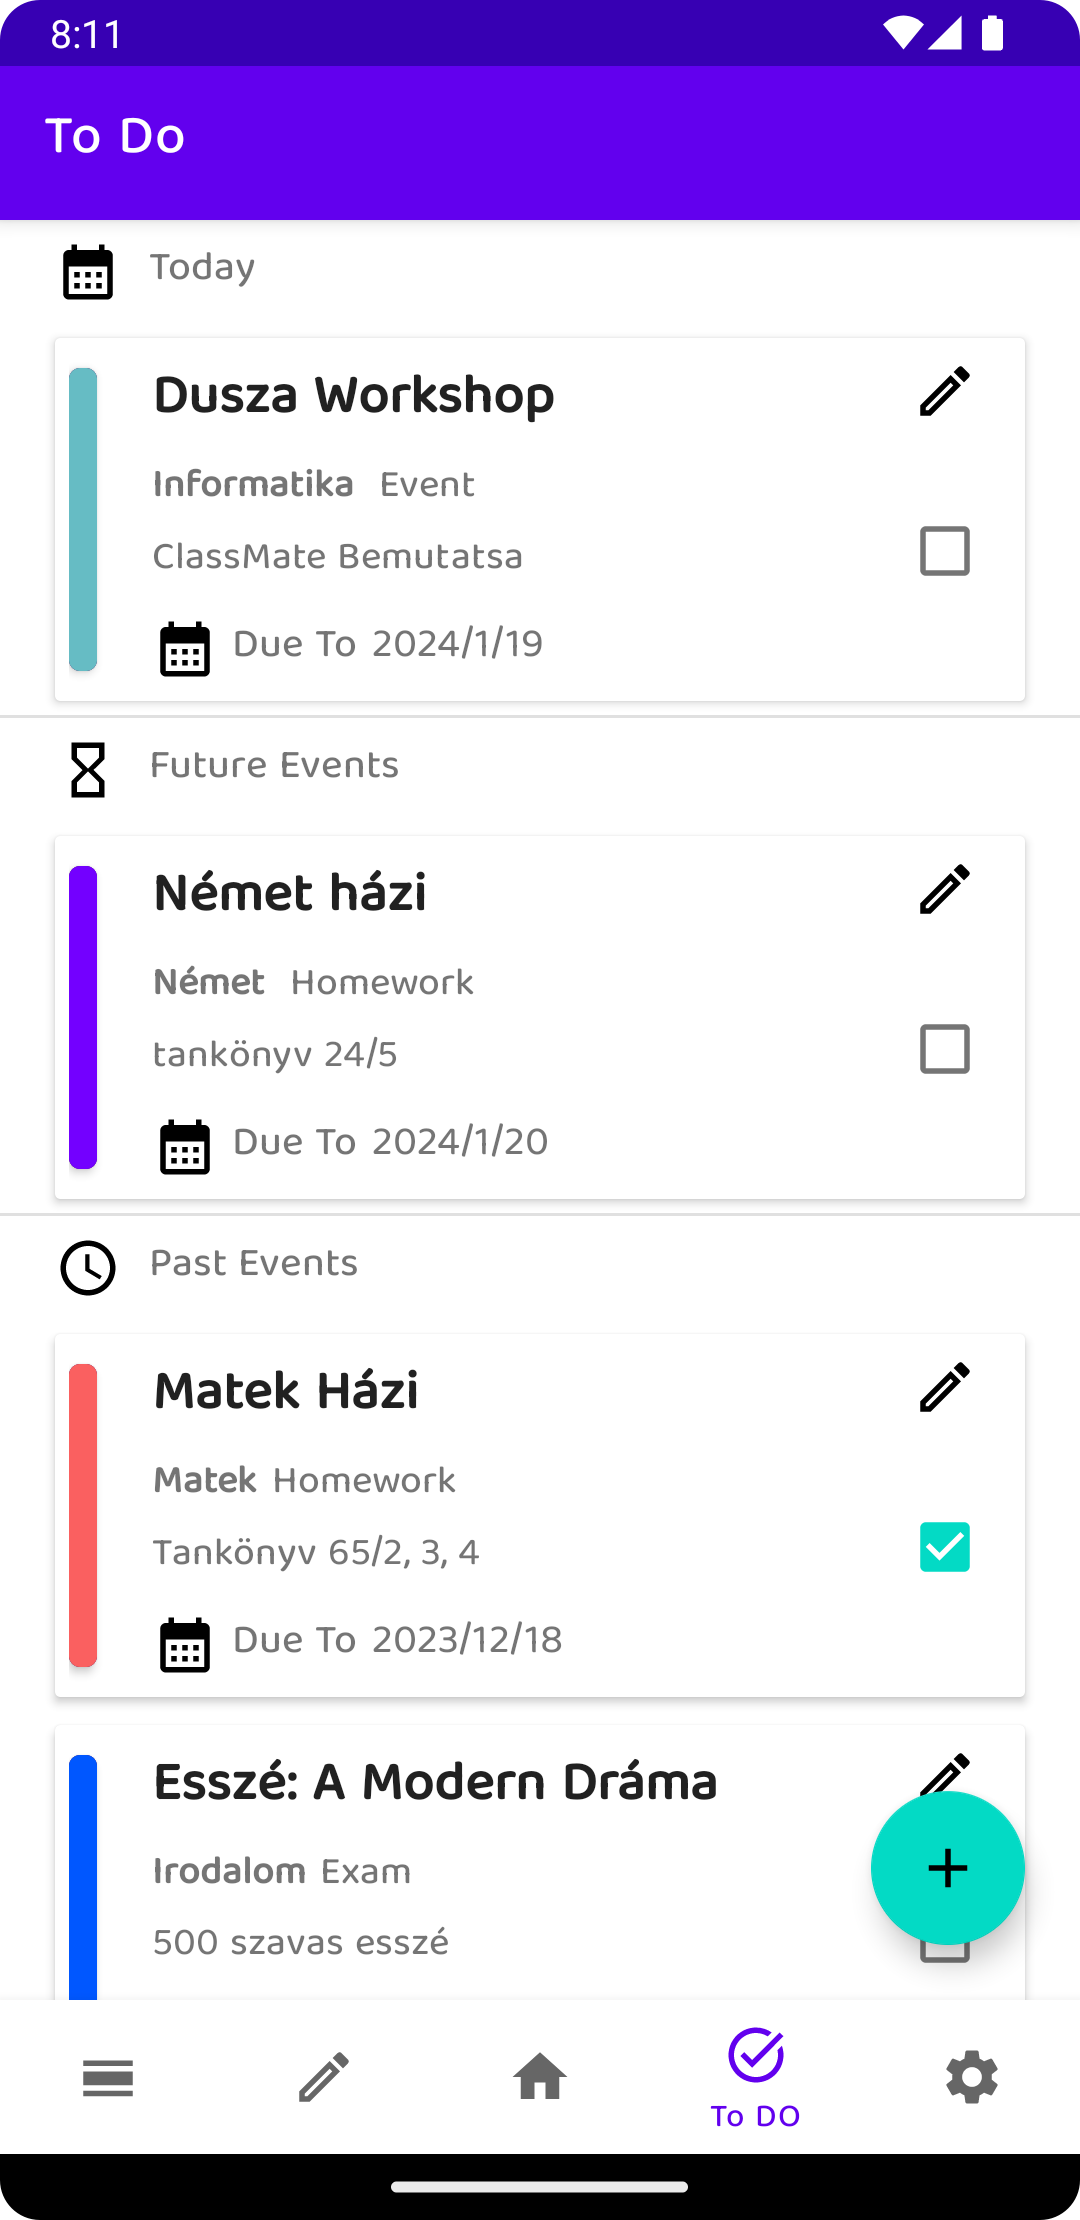 8:11
To Do
Today
Dusza Workshop
Informatika Event
ClassMate Bemutatsa
Due To 2024/1/19
Future Events
Német házi
Német Homework
tankönyv 24/5
Due To 2024/1/20
Past Events
Matek Házi
Matek Homework
Tankönyv 65/2, 3, 4
Due To 2023/12/18
Esszé: A Modern Dráma
Irodalom Exam
500 szavas esszé
To DO